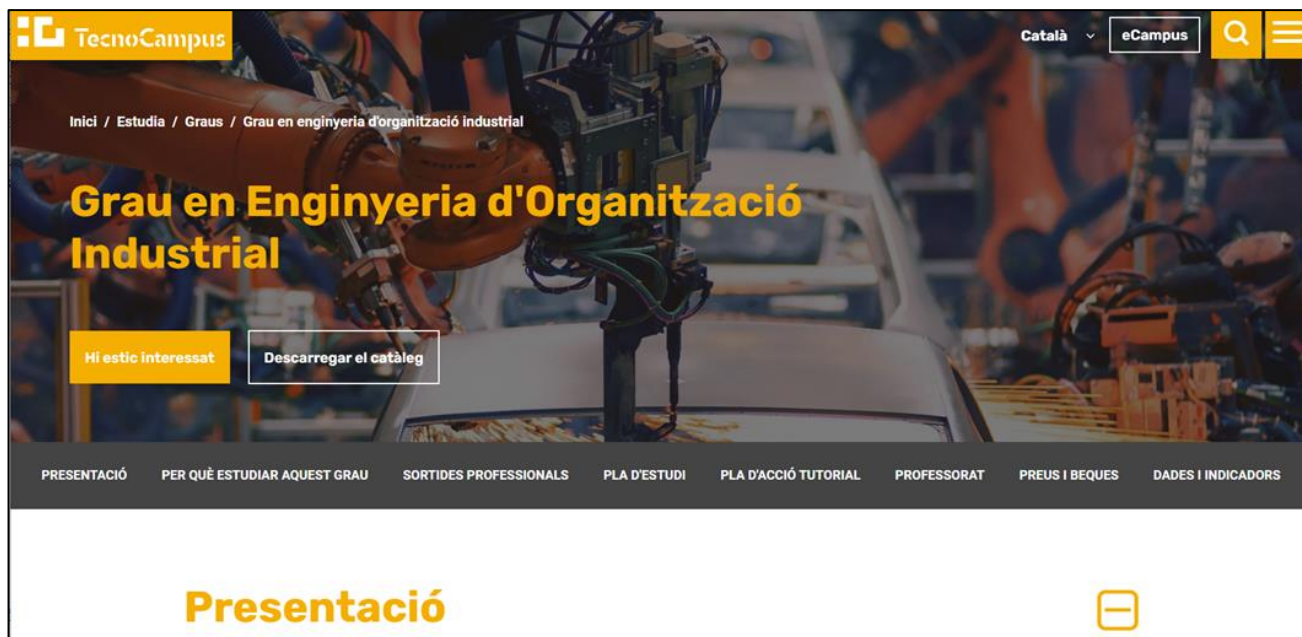 TecnoCampus
Català
eCampus
Inici / Estudia / Graus / Grau en enginyeria d'organització industrial
Grau en Enginyeria d'Organització
Industrial
Hi estic interessat
Descarregar el catàleg
PRESENTACIÓ PER QUÈ ESTUDIAR AQUEST GRAU SORTIDES PROFESSIONALS PLA D'ESTUDI PLA D'ACCIÓ TUTORIAL PROFESSORAT PREUS I BEQUES DADES I INDICADORS
Presentació